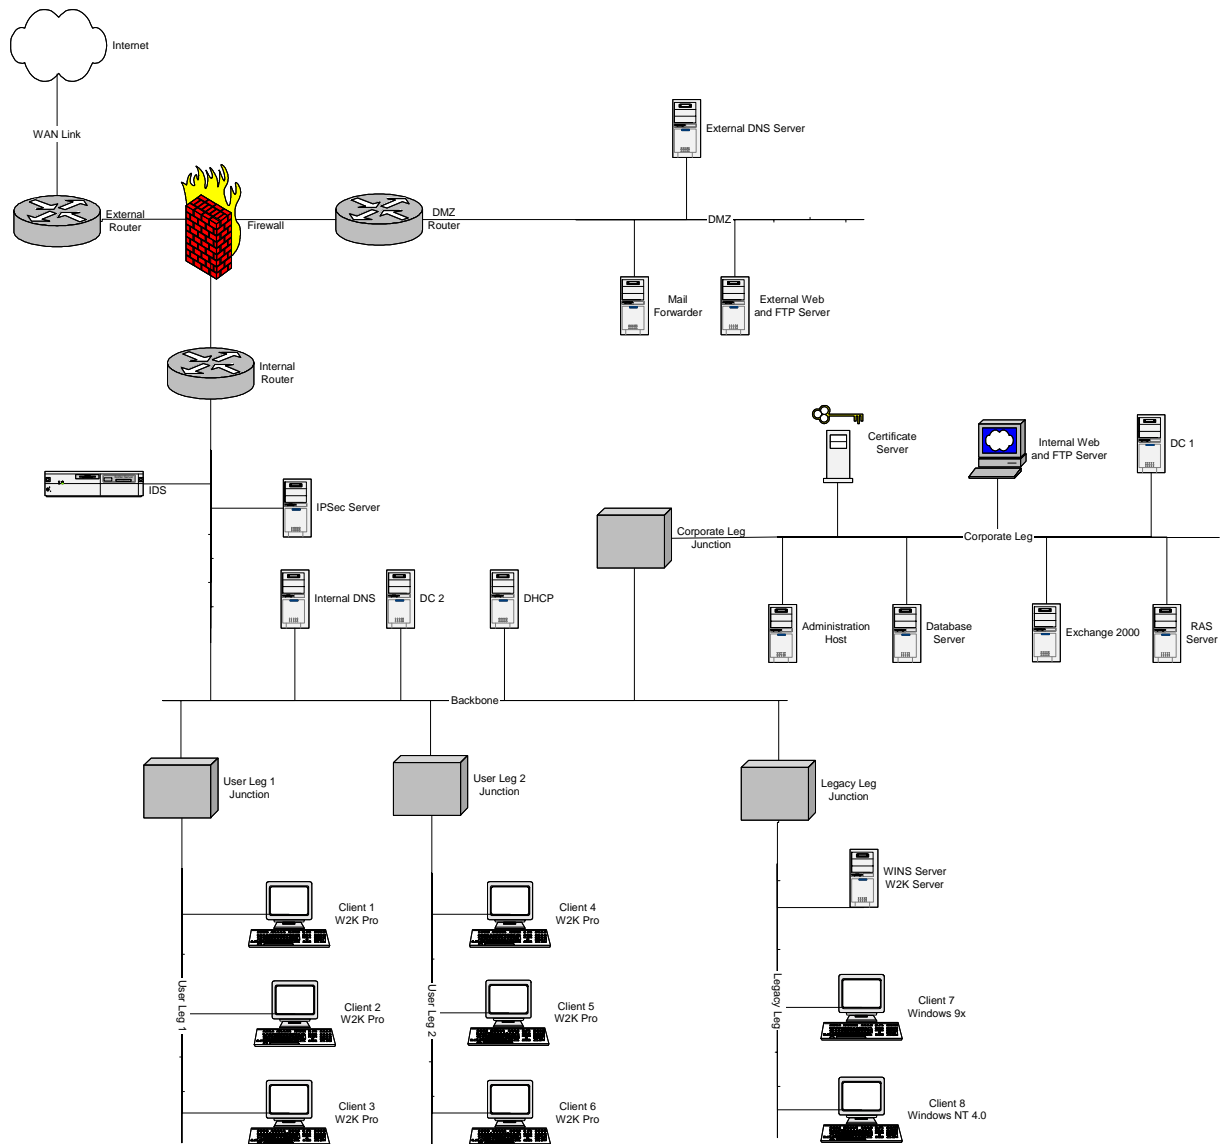 Internet
WAN Link
External DNS Server
External
Router
Firewall
DMZ
Router
DMZ
Mail
Forwarder
External Web
and FTP Server
Internal
Router
Certificate
Server
Internal Web
and FTP Server
DC 1
IDS
IPSec Server
Corporate Leg
Junction
Corporate Leg
Internal DNS
DC 2
DHCP
Administration
Host
Database
Server
Exchange 2000
RAS
Server
Backbone
User Leg 1
Junction
User Leg 2
Junction
Legacy Leg
Junction
WINS Server
W2K Server
Client 1
W2K Pro
Client 4
W2K Pro
User Leg 1
User Leg 2
Legacy Leg
Client 2
W2K Pro
Client 5
W2K Pro
Client 7
Windows 9x
Client 3
W2K Pro
Client 6
W2K Pro
Client 8
Windows NT 4.0